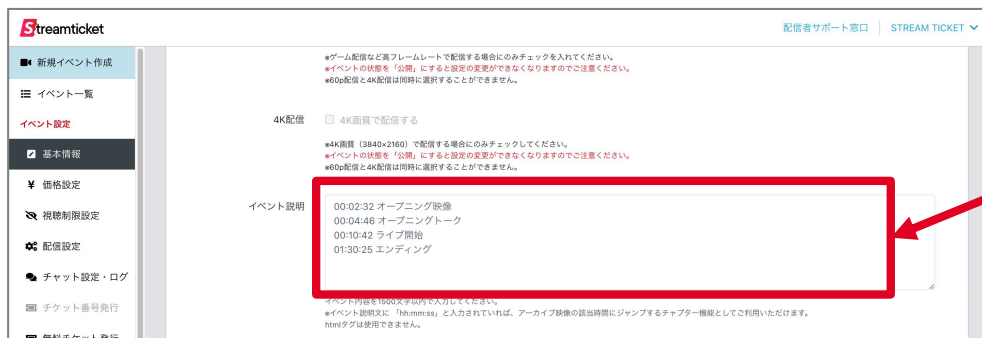 Streamticket
配信者サポート窓口
STREAM TICKET
新規イベント作成
イベント一覧
イベント設定
基本情報
価格設定
視聴制限設定
配信設定
チャット設定・ログ
チケット番号発行
無料チケット発行
※ゲーム配信など高フレームレートで配信する場合にのみチェックを入れてください。
※イベントの状態を「公開」にすると設定の変更ができなくなりますのでご注意ください。
※60p配信と4K配信は同時に選択することができません。
4K配信
4K画質で配信する
※4K画質（3840×2160）で配信する場合にのみチェックしてください。
※イベントの状態を「公開」にすると設定の変更ができなくなりますのでご注意ください。
※60p配信と4K配信は同時に選択することができません。
イベント説明
00:02:32 オープニング映像
00:04:46 オープニングトーク
00:10:42 ライブ開始
01:30:25 エンディング
イベント内容を1500文字以内で入力してください。
※イベント説明文に 「hh:mm:ss」と入力されていれば、アーカイブ映像の該当時間にジャンプするチャプター機能としてご利用いただけます。
htmlタグは使用できません。